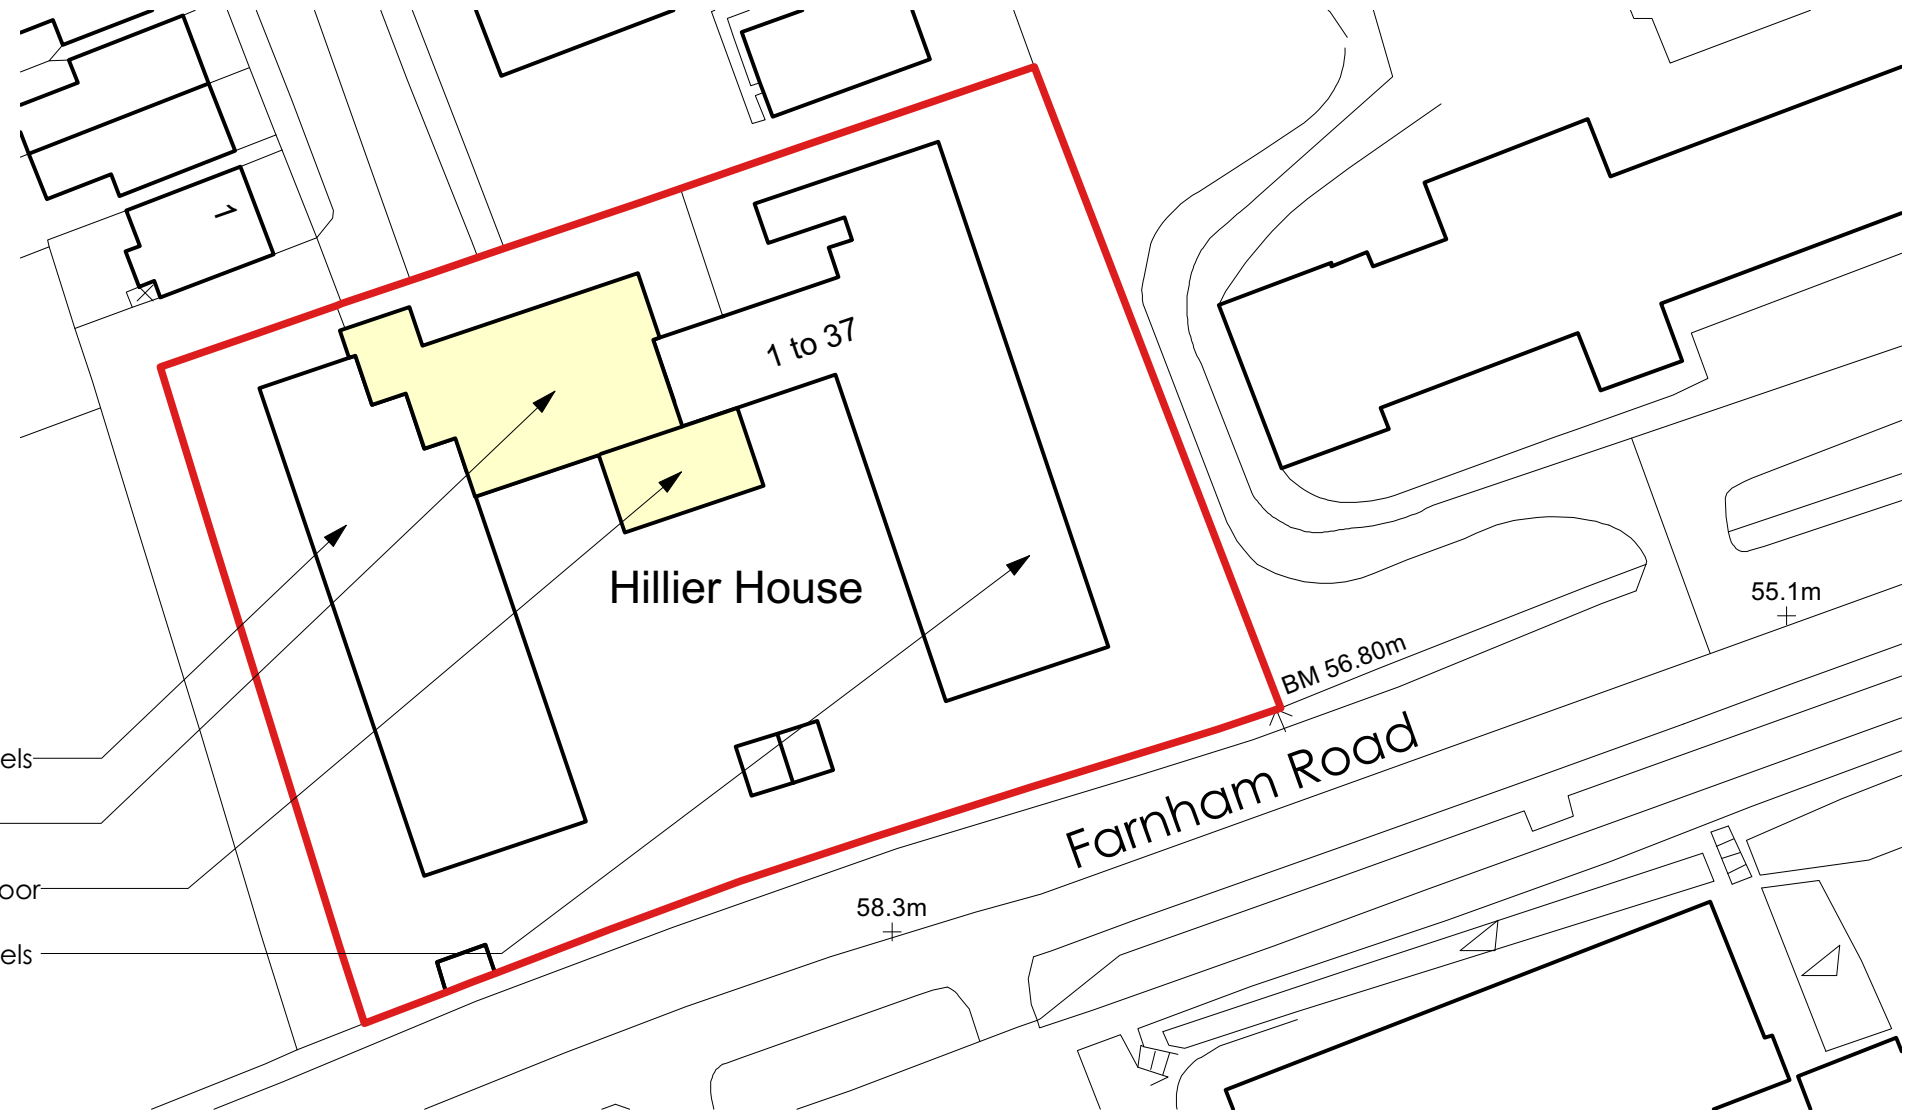 1
1 to 37
Hillier House
55.1m
BM 56.80m
els
Farnham Road
oor
58.3m
els